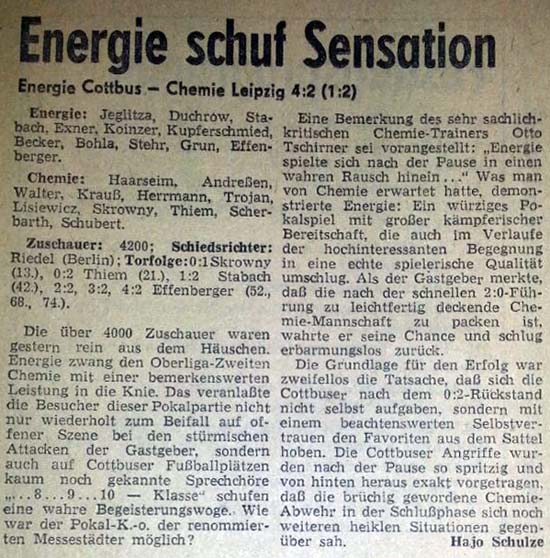 Energie schuf Sensation
Energie Cottbus – Chemie Leipzig 4:2 (1:2)
Energie: Jeglitza, Duchrow, Sta-
bach, Exner, Koinzer, Kupferschmied,
Becker, Bohla, Stehr, Grun, Effen-
berger.
Chemie: Haarseim, Andreßen,
Walter, Krauß, Herrmann, Trojan,
Lisiewicz, Skrowny, Thiem, Scher-
barth, Schubert.
Zuschauer: 4200; Schiedsrichter:
Riedel (Berlin); Torfolge: 0:1 Skrowny
(13.), 0:2 Thiem (21.), 1:2 Stabach
(42.), 2:2, 3:2, 4:2 Effenberger (52.,
68., 74.).
Die über 4000 Zuschauer waren
gestern rein aus dem Häuschen.
Energie zwang den Oberliga-Zweiten
Chemie mit einer bemerkenswerten
Leistung in die Knie. Das veranlaßte
die Besucher dieser Pokalpartie nicht
nur wiederholt zum Beifall auf of-
fener Szene bei den stürmischen
Attacken der Gastgeber, sondern
auch auf Cottbuser Fußballplätzen
kaum noch gekannte Sprechchöre
„...8...9...10 — Klasse“ schufen
eine wahre Begeisterungswoge. Wie
war der Pokal-K.-o. der renommier-
ten Messestädter möglich?
Eine Bemerkung des sehr sachlich-
kritischen Chemie-Trainers Otto
Tschirner sei vorangestellt: „Energie
spielte sich nach der Pause in einen
wahren Rausch hinein...“ Was man
von Chemie erwartet hatte, demon-
strierte Energie: Ein würziges Po-
kalspiel mit großer kämpferischer
Bereitschaft, die auch im Verlaufe
der hochinteressanten Begegnung
in eine echte spielerische Qualität
umschlug. Als der Gastgeber merkte,
daß die nach der schnellen 2:0-Füh-
rung zu leichtfertig deckende Che-
mie-Mannschaft zu packen ist,
wahrte er seine Chance und schlug
erbarmungslos zurück.
Die Grundlage für den Erfolg war
zweifellos die Tatsache, daß sich die
Cottbuser nach dem 0:2-Rückstand
nicht selbst aufgaben, sondern mit
einem beachtenswerten Selbstver-
trauen den Favoriten aus dem Sattel
hoben. Die Cottbuser Angriffe wur-
den nach der Pause so spritzig und
von hinten heraus exakt vorgetragen,
daß die brüchig gewordene Chemie-
Abwehr in der Schlußphase sich noch
weiteren heiklen Situationen gegen-
über sah. Hajo Schulze